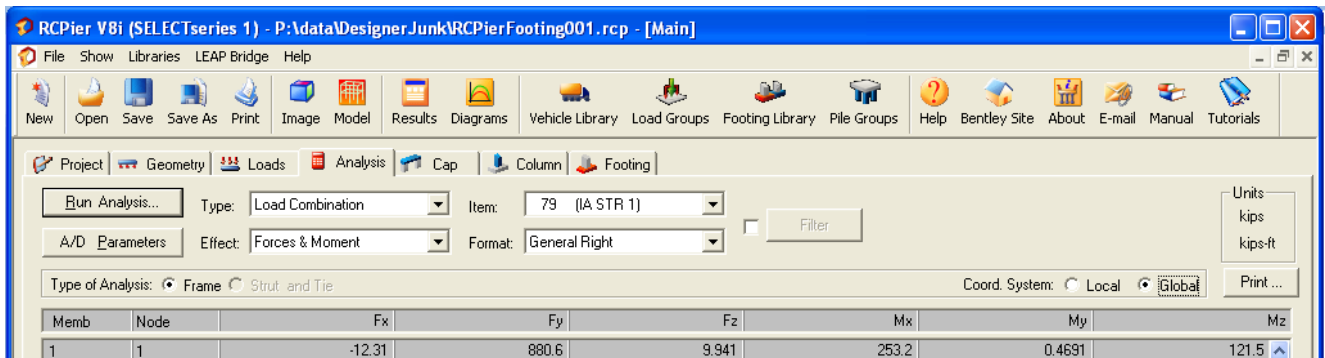 RCPier V8i (SELECTseries 1) - P:\data\DesignerJunk\RCPierFooting001.rcp - [Main]
File Show Libraries LEAP Bridge Help
New Open Save Save As Print Image Model Results Diagrams Vehicle Library Load Groups Footing Library Pile Groups Help Bentley Site About E-mail Manual Tutorials
Project Geometry Loads Analysis Cap Column Footing
Run Analysis... Type: Load Combination Item: 79 (IA STR 1) Filter Units
kips
A/D Parameters Effect: Forces & Moment Format: General Right kips-ft
Type of Analysis: Frame Strut and Tie Coord. System: Local Global Print ...
Memb Node Fx Fy Fz Mx My Mz
1 1 -12.31 880.6 9.941 253.2 0.4691 121.5